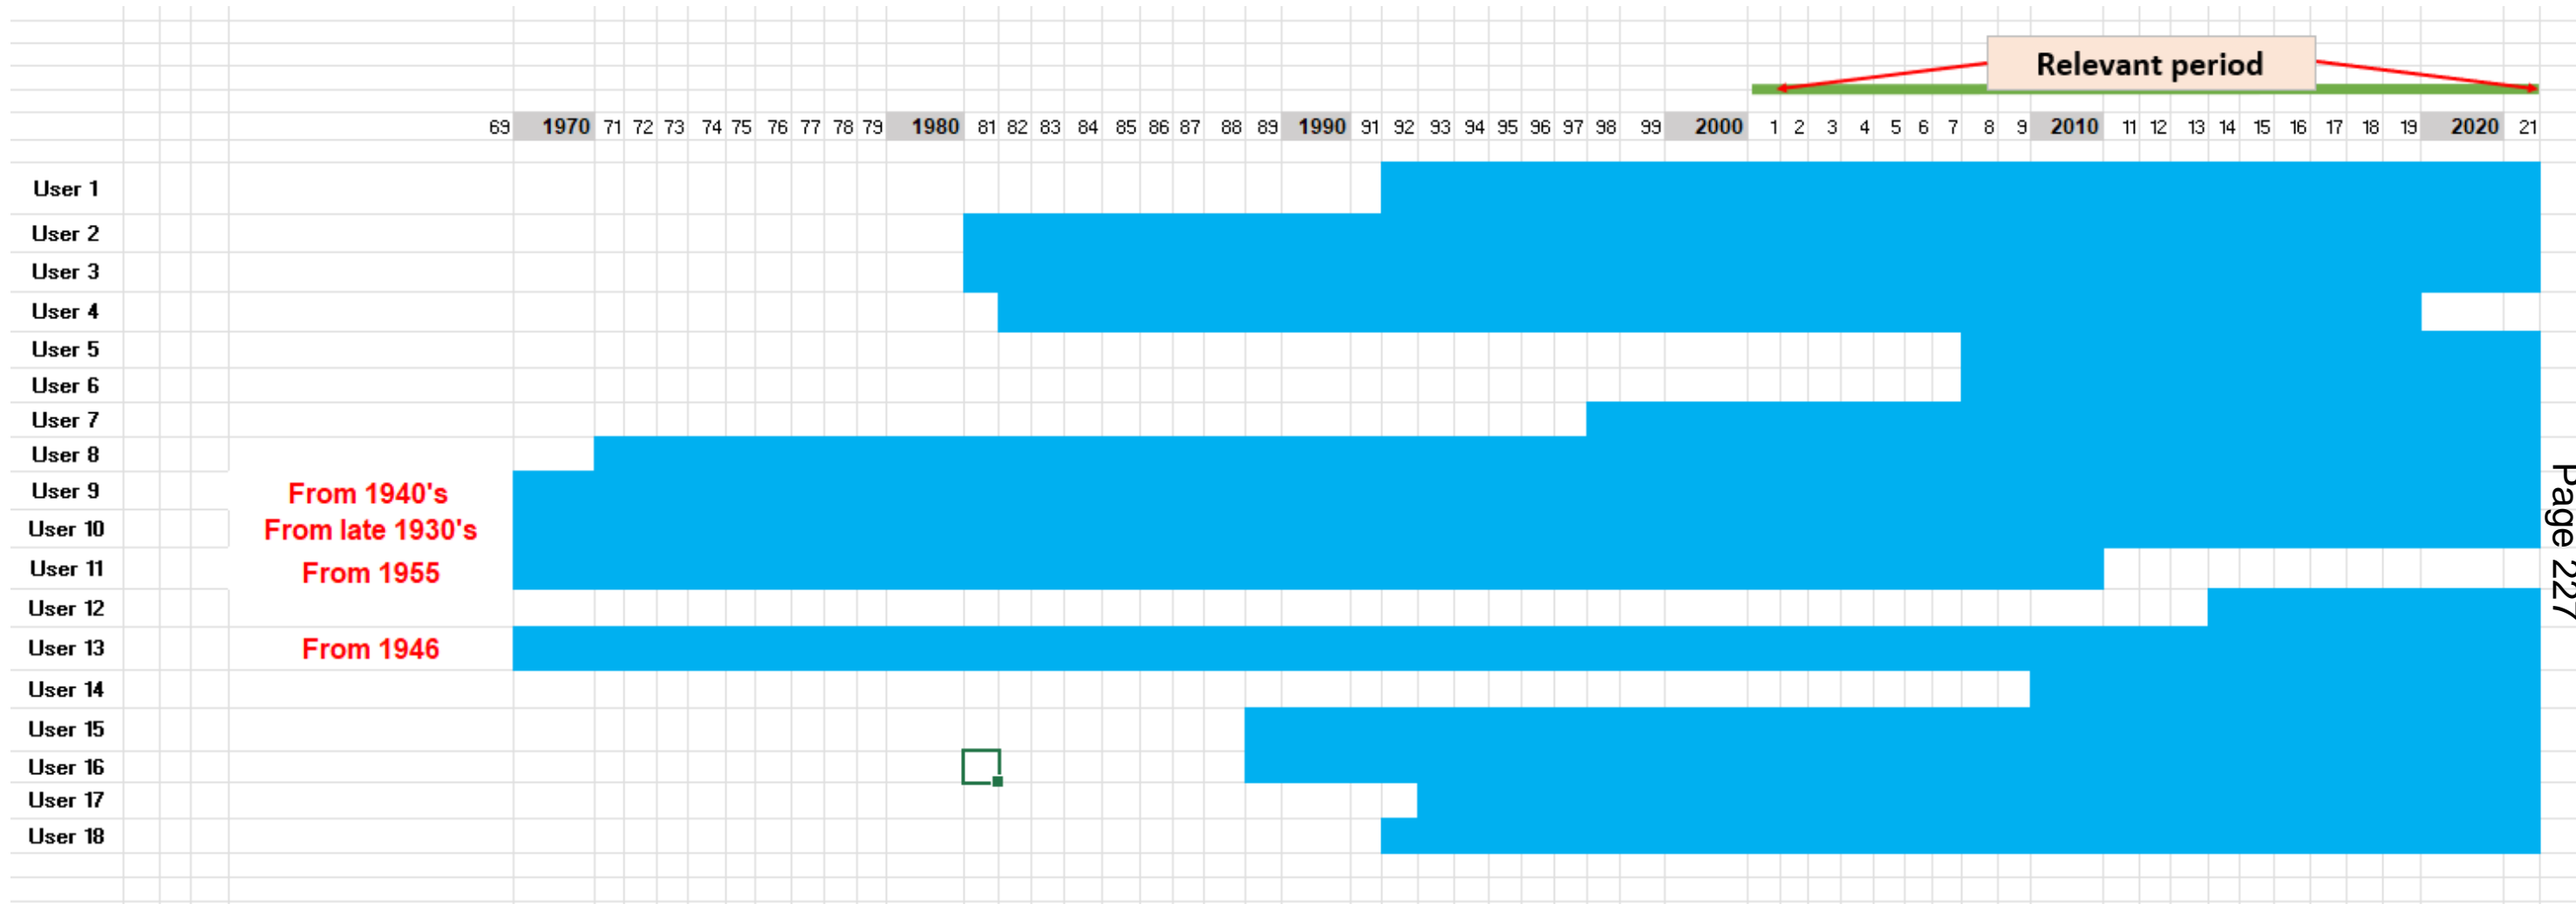 Relevant period
69 1970 71 72 73 74 75 76 77 78 79 1980 81 82 83 84 85 86 87 88 89 1990 91 92 93 94 95 96 97 98 99 2000 1 2 3 4 5 6 7 8 9 2010 11 12 13 14 15 16 17 18 19 2020 21
User 1
User 2
User 3
User 4
User 5
User 6
User 7
User 8
User 9 From 1940's
User 10 From late 1930's
User 11 From 1955
User 12
User 13 From 1946
User 14
User 15
User 16
User 17
User 18
Page 227